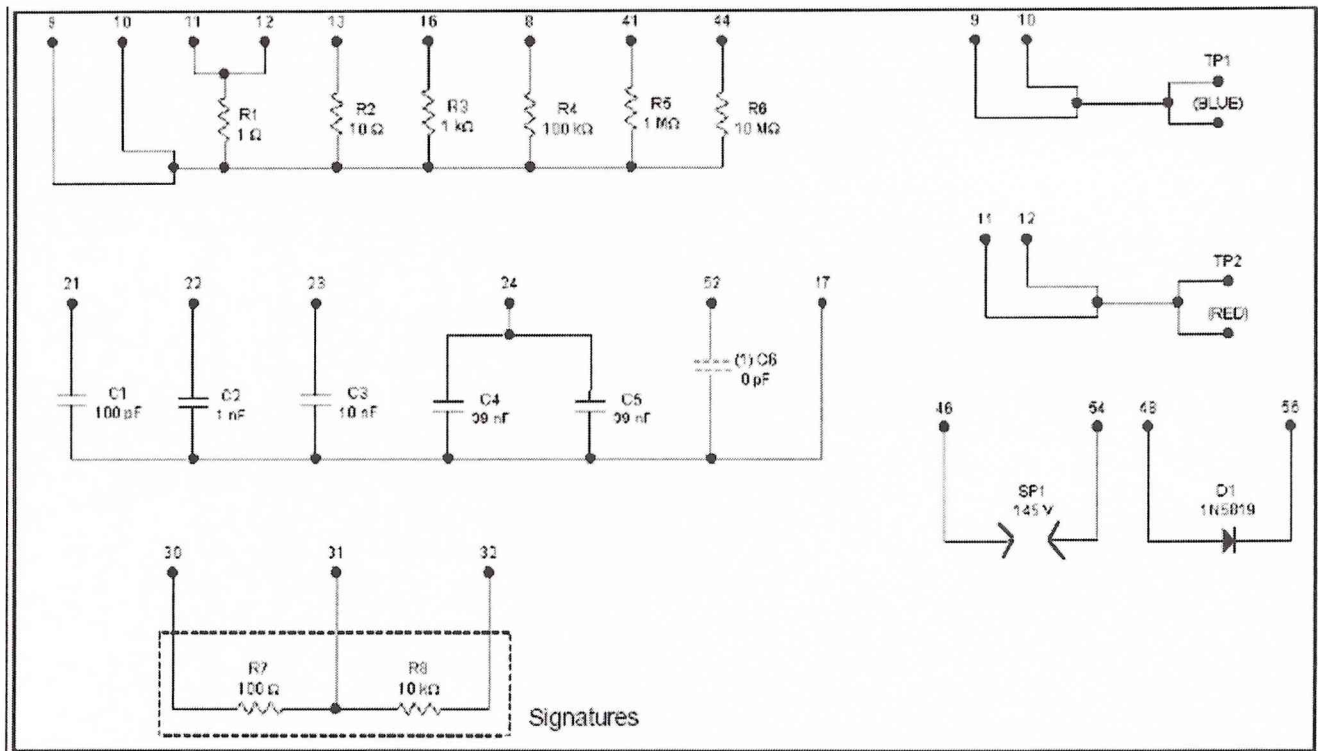 9 10 11 12 13 16 8 41 44
R1 1 Ω
R2 10 Ω
R3 1 kΩ
R4 100 kΩ
R5 1 MΩ
R6 10 MΩ
9 10
TP1
(BLUE)
11 12
TP2
(RED)
21 22 23 24 52 17
C1 100 pF
C2 1 nF
C3 10 nF
C4 99 nF
C5 99 nF
(1) C6 0 pF
46 54 48 56
SP1 145 V
D1 1N5819
30 31 32
R7 100 Ω
R8 10 kΩ
Signatures